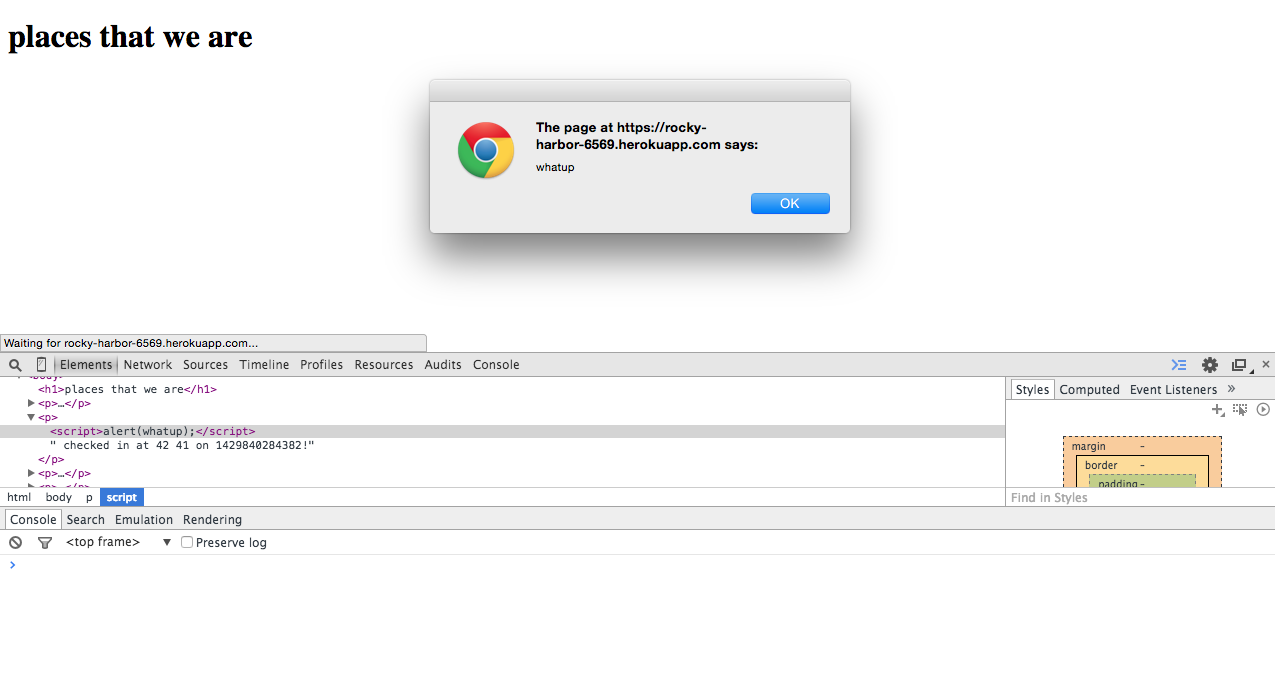 places that we are
The page at https://rocky-
harbor-6569.herokuapp.com says:
whatup
OK
Waiting for rocky-harbor-6569.herokuapp.com...
Elements Network Sources Timeline Profiles Resources Audits Console
<h1>places that we are</h1>
<p>…</p>
<p>
<script>alert(whatup);</script>
" checked in at 42 41 on 1429840284382!"
</p>
<p>…</p>
html body p script
Styles Computed Event Listeners »
margin -
border -
padding -
Find in Styles
Console Search Emulation Rendering
<top frame> Preserve log